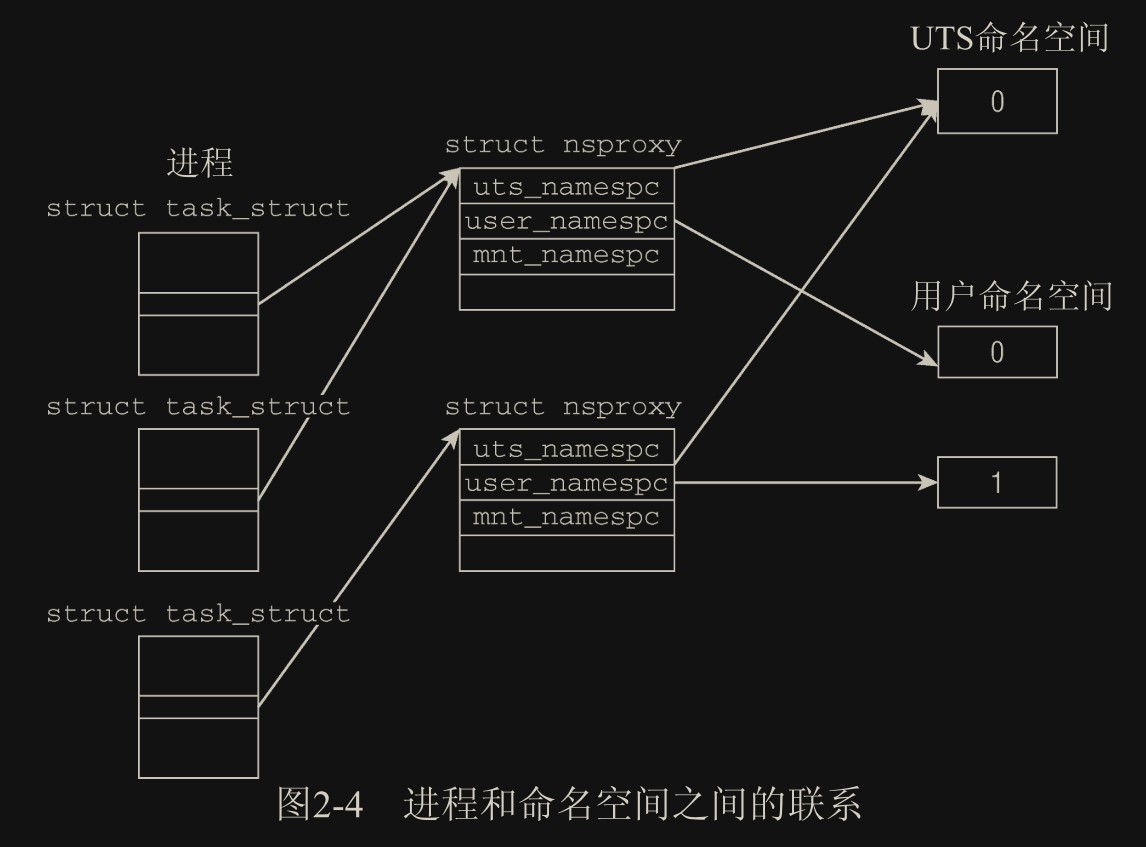 UTS命名空间
0
进程
struct task_struct
struct nsproxy
uts_namespc
user_namespc
mnt_namespc
用户命名空间
0
struct task_struct
struct nsproxy
uts_namespc
user_namespc
mnt_namespc
1
struct task_struct
图2-4 进程和命名空间之间的联系